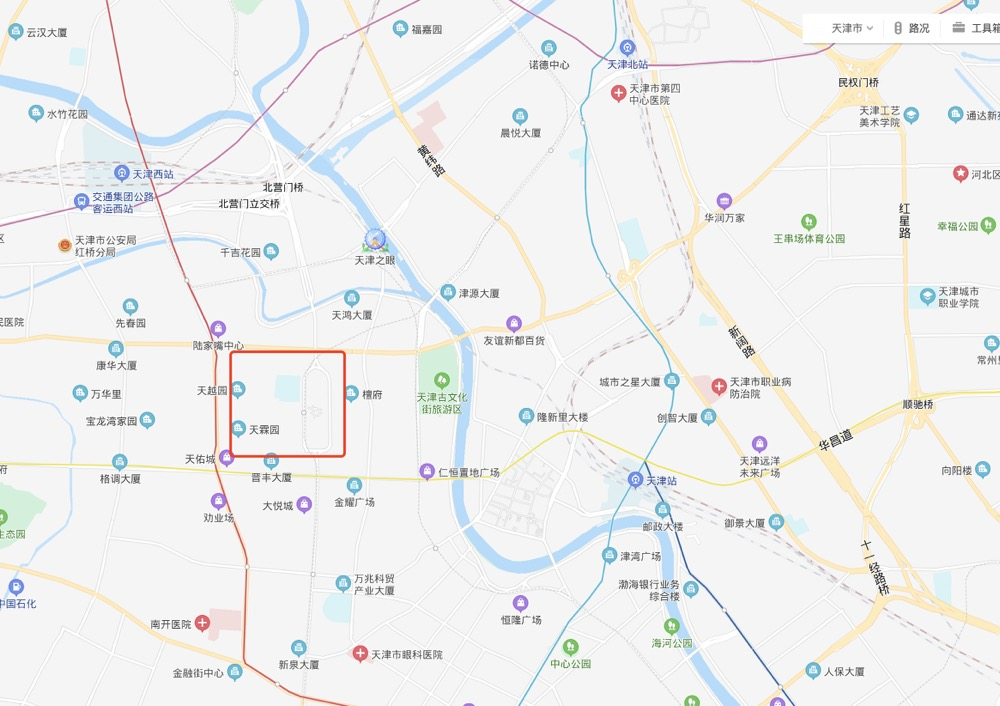 云汉大厦
福嘉园
诺德中心
天津北站
天津市
路况
工具箱
民权门桥
天津市第四
中心医院
水竹花园
晨悦大厦
天津工艺
美术学院
通达新苑
黄纬路
天津西站
河北区
北营门桥
交通集团公路
客运西站
北营门立交桥
华润万家
红星路
王串场体育公园
幸福公园
天津市公安局
红桥分局
区
千吉花园
天津之眼
天津城市
职业学院
津源大厦
天鸿大厦
先春园
民医院
陆家嘴中心
友谊新都百货
新阔路
康华大厦
常州
天越园
檀府
万华里
天津古文化
街旅游区
城市之星大厦
天津市职业病
防治院
顺驰桥
宝龙湾家园
天霖园
隆新里大楼
创智大厦
华昌道
天佑城
格调大厦
晋丰大厦
仁恒置地广场
天津远洋
未来广场
向阳楼
府
天津站
劝业场
大悦城
金耀广场
邮政大楼
御景大厦
生态园
津湾广场
十一经路桥
中国石化
万兆科贸
产业大厦
渤海银行业务
综合楼
恒隆广场
南开医院
海河公园
新泉大厦
天津市眼科医院
中心公园
金融街中心
人保大厦